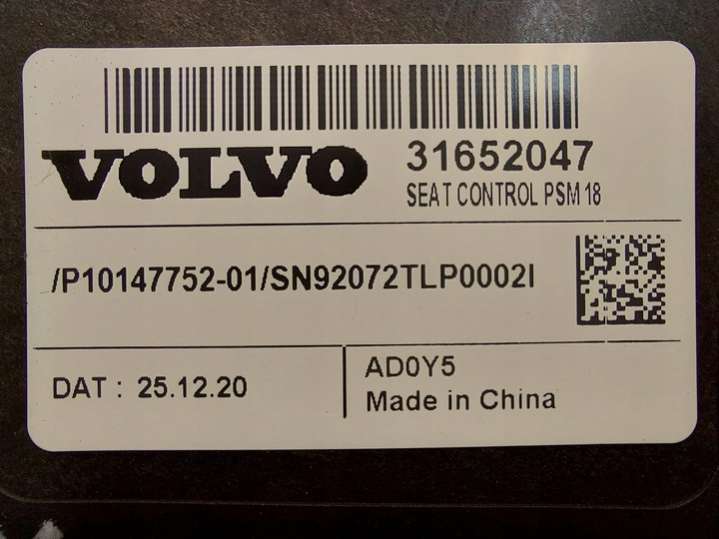 VOLVO 31652047
SEAT CONTROL PSM 18
/P10147752-01/SN92072TLP0002I
DAT : 25.12.20
AD0Y5
Made in China